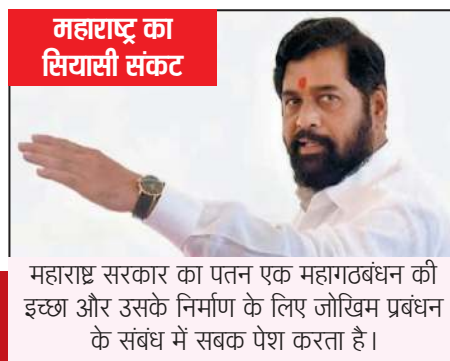 महाराष्ट्र का
सियासी संकट
महाराष्ट्र सरकार का पतन एक महागठबंधन की
इच्छा और उसके निर्माण के लिए जोखिम प्रबंधन
के संबंध में सबक पेश करता है।